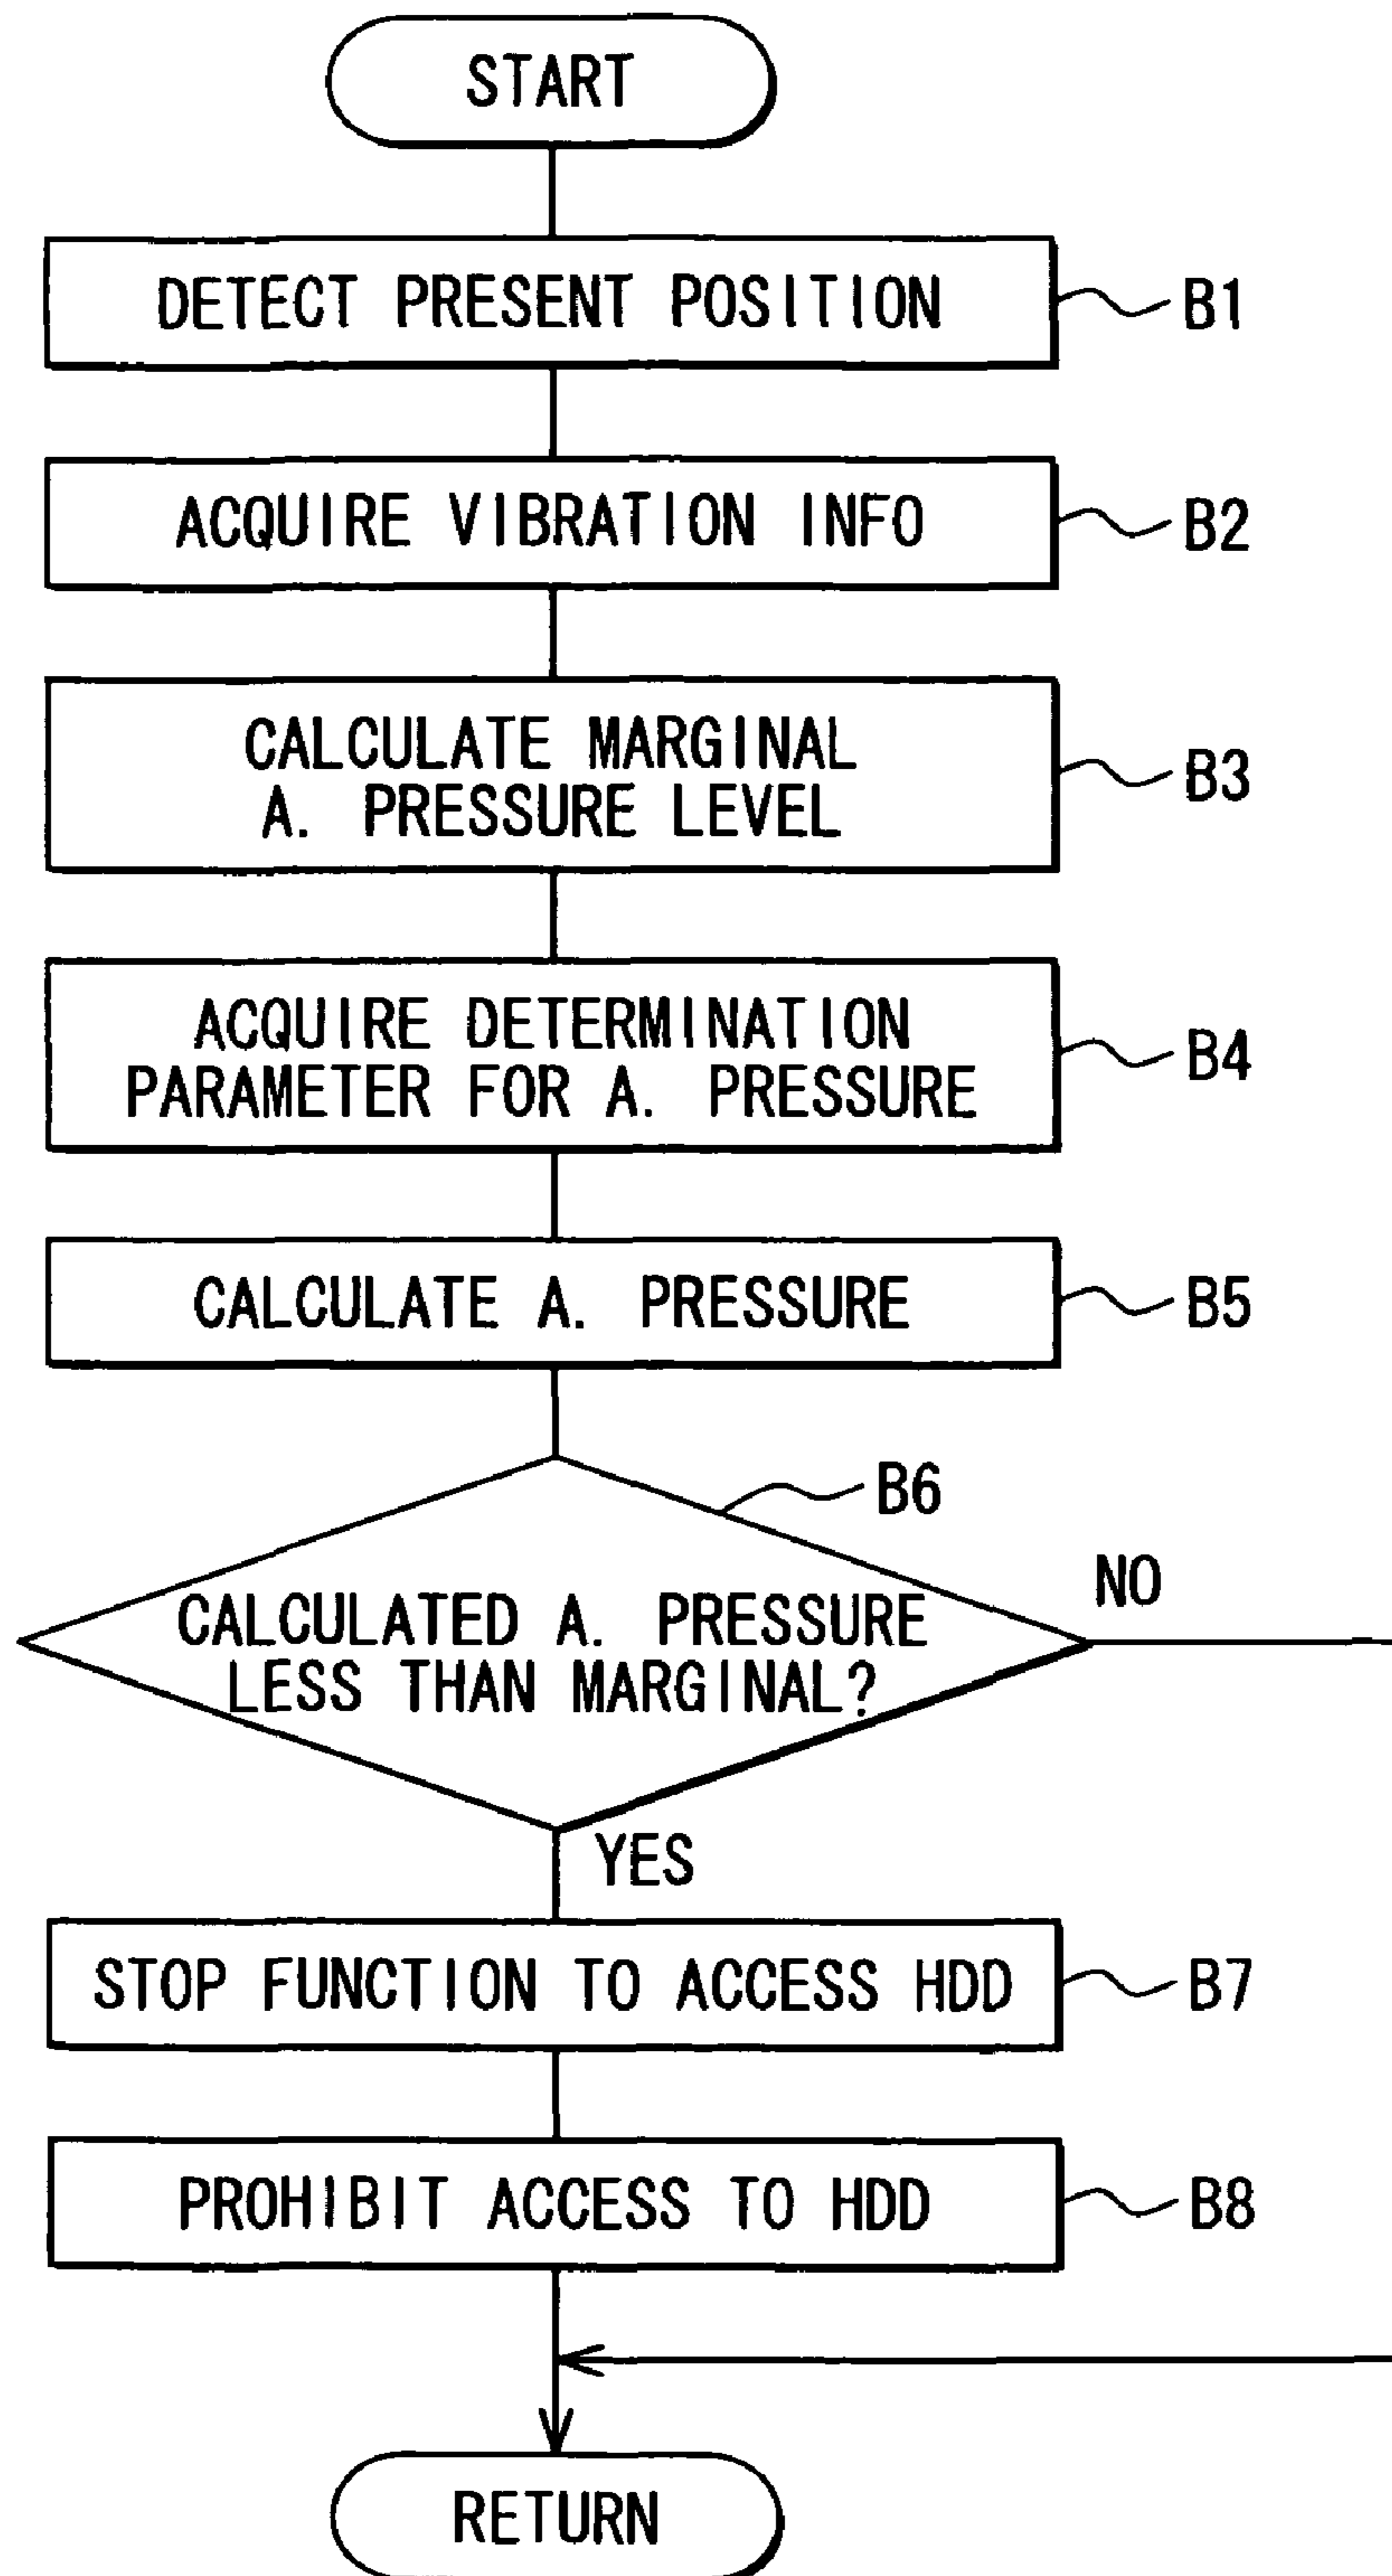 START
DETECT PRESENT POSITION
B1
ACQUIRE VIBRATION INFO
B2
CALCULATE MARGINAL
A. PRESSURE LEVEL
B3
ACQUIRE DETERMINATION
PARAMETER FOR A. PRESSURE
B4
CALCULATE A. PRESSURE
B5
B6
NO
CALCULATED A. PRESSURE
LESS THAN MARGINAL?
YES
STOP FUNCTION TO ACCESS HDD
B7
PROHIBIT ACCESS TO HDD
B8
RETURN